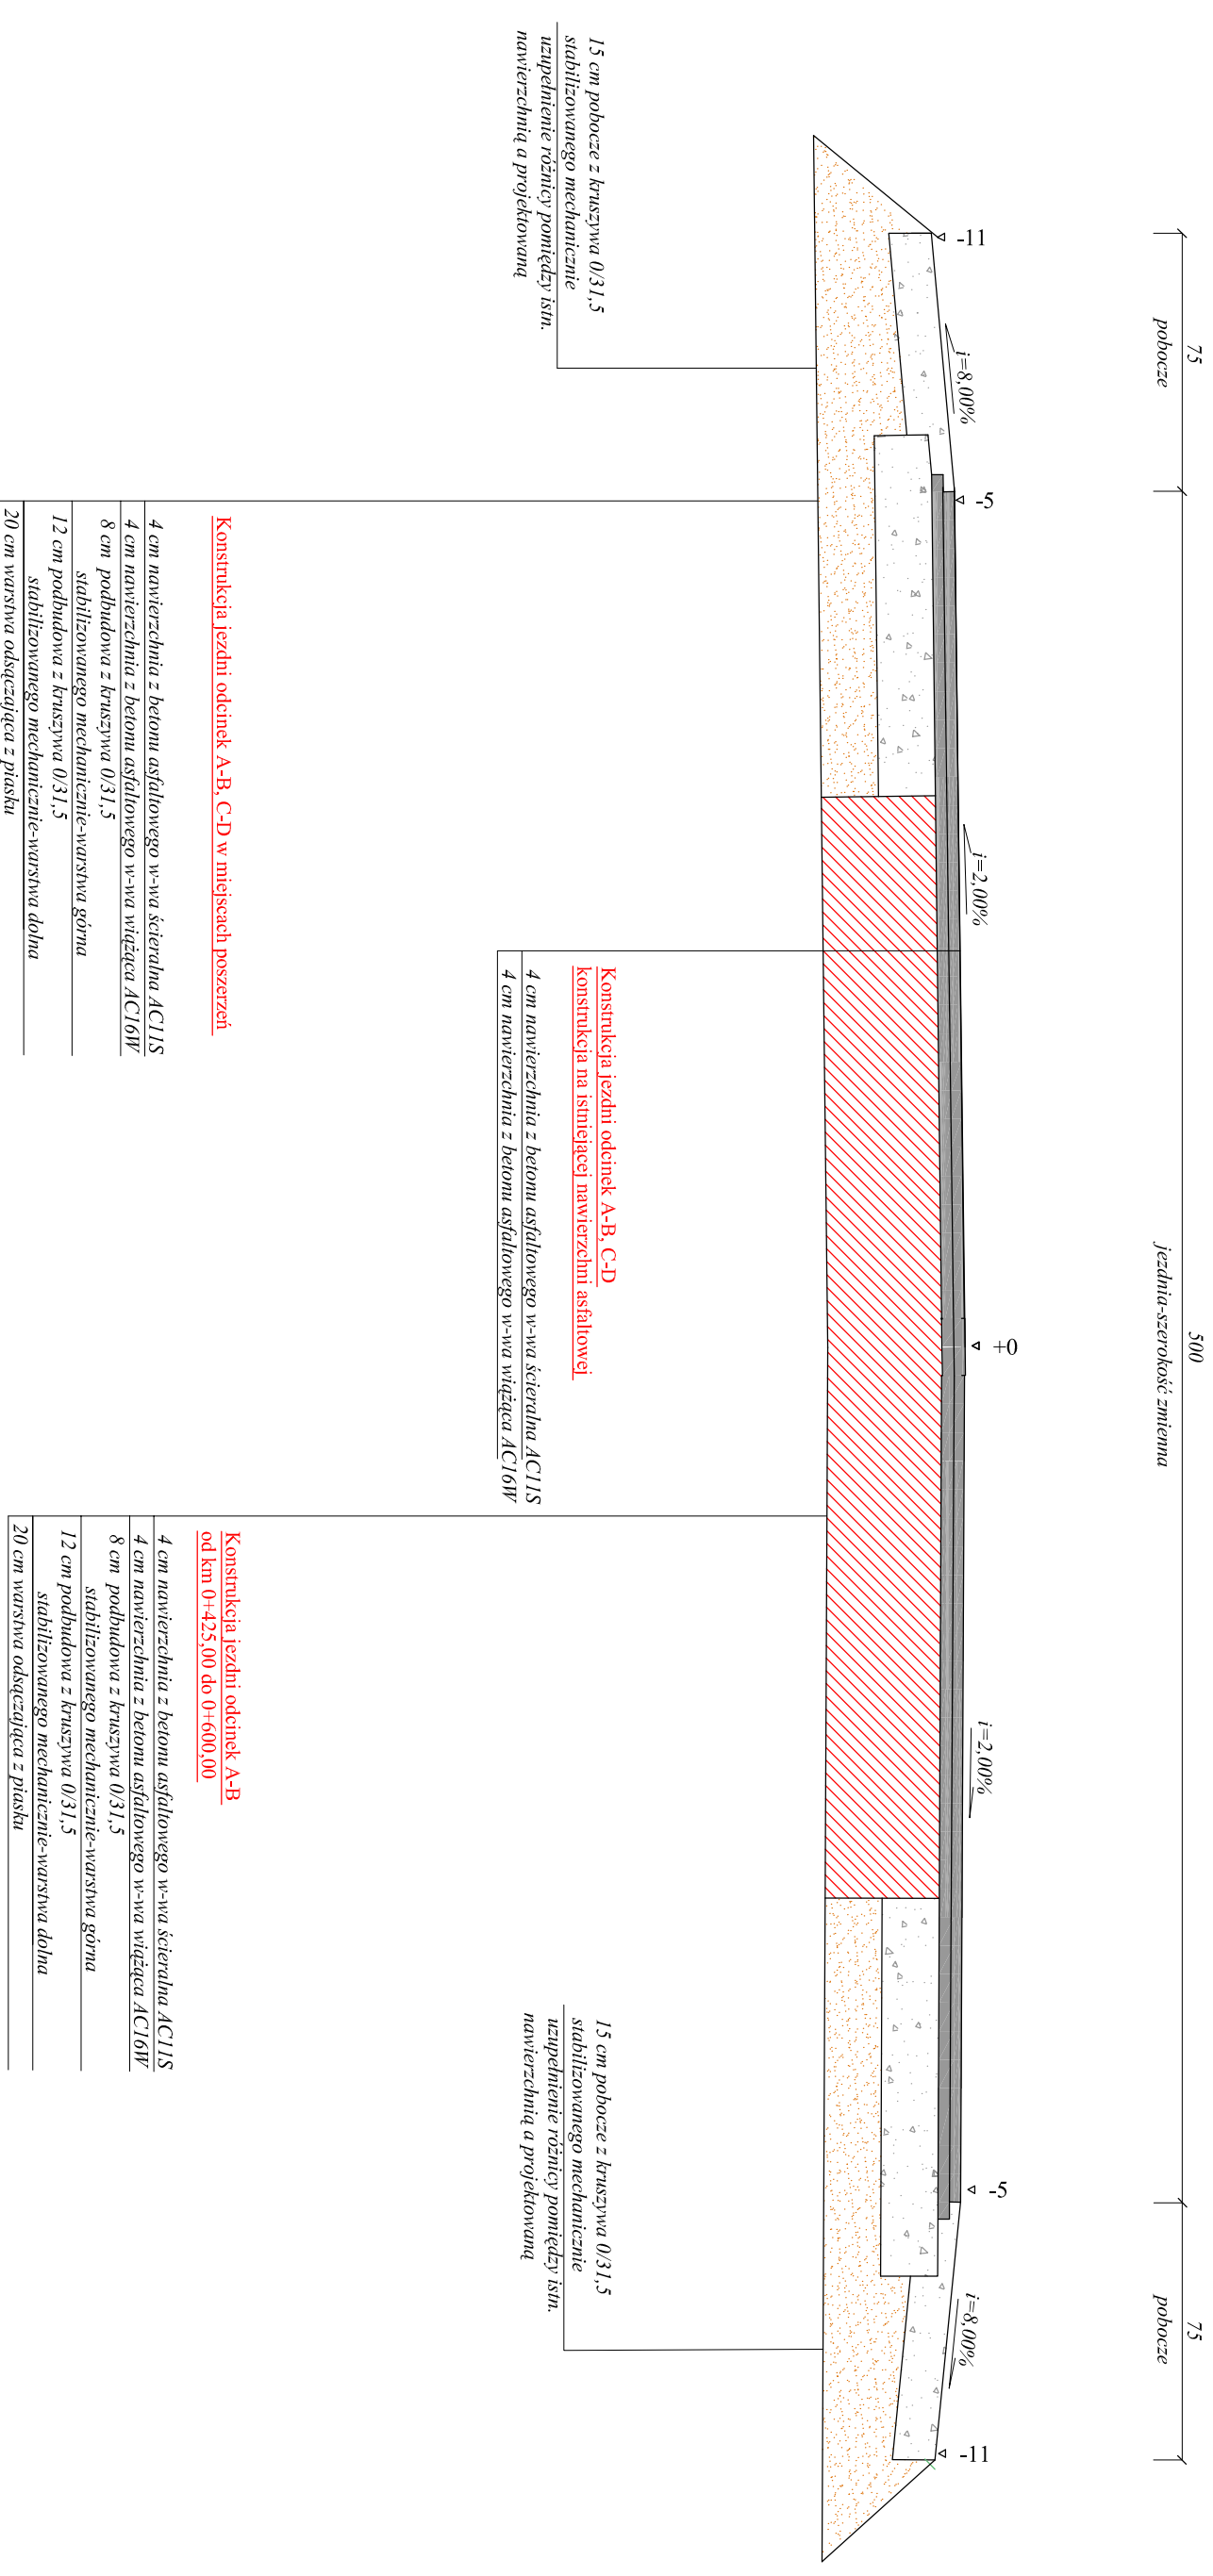 75
pobocze
500
jezdnia-szerokość zmienna
75
pobocze
-11
i=8,00%
-5
i=2,00%
+0
i=2,00%
-5
i=8,00%
-11
15 cm pobocze z kruszywa 0/31,5
stabilizowanego mechanicznie
uzupełnienie różnicy pomiędzy istn.
nawierzchnią a projektowaną
Konstrukcja jezdni odcinek A-B, C-D
konstrukcja na istniejącej nawierzchni asfaltowej
4 cm nawierzchnia z betonu asfaltowego w-wa ścieralna AC11S
4 cm nawierzchnia z betonu asfaltowego w-wa wiążąca AC16W
15 cm pobocze z kruszywa 0/31,5
stabilizowanego mechanicznie
uzupełnienie różnicy pomiędzy istn.
nawierzchnią a projektowaną
Konstrukcja jezdni odcinek A-B, C-D w miejscach poszerzeń
4 cm nawierzchnia z betonu asfaltowego w-wa ścieralna AC11S
4 cm nawierzchnia z betonu asfaltowego w-wa wiążąca AC16W
8 cm podbudowa z kruszywa 0/31,5
stabilizowanego mechanicznie-warstwa górna
12 cm podbudowa z kruszywa 0/31,5
stabilizowanego mechanicznie-warstwa dolna
20 cm warstwa odsączająca z piasku
Konstrukcja jezdni odcinek A-B
od km 0+425,00 do 0+600,00
4 cm nawierzchnia z betonu asfaltowego w-wa ścieralna AC11S
4 cm nawierzchnia z betonu asfaltowego w-wa wiążąca AC16W
8 cm podbudowa z kruszywa 0/31,5
stabilizowanego mechanicznie-warstwa górna
12 cm podbudowa z kruszywa 0/31,5
stabilizowanego mechanicznie-warstwa dolna
20 cm warstwa odsączająca z piasku